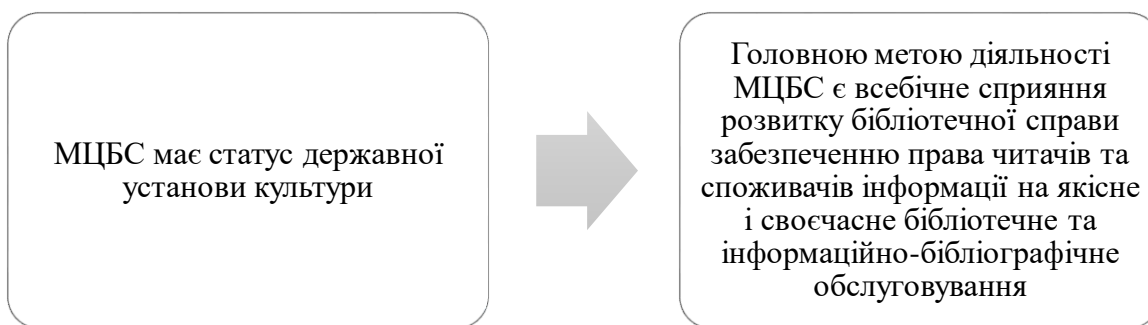 МЦБС має статус державної
установи культури
Головною метою діяльності
МЦБС є всебічне сприяння
розвитку бібліотечної справи
забезпеченню права читачів та
споживачів інформації на якісне
і своєчасне бібліотечне та
інформаційно-бібліографічне
обслуговування